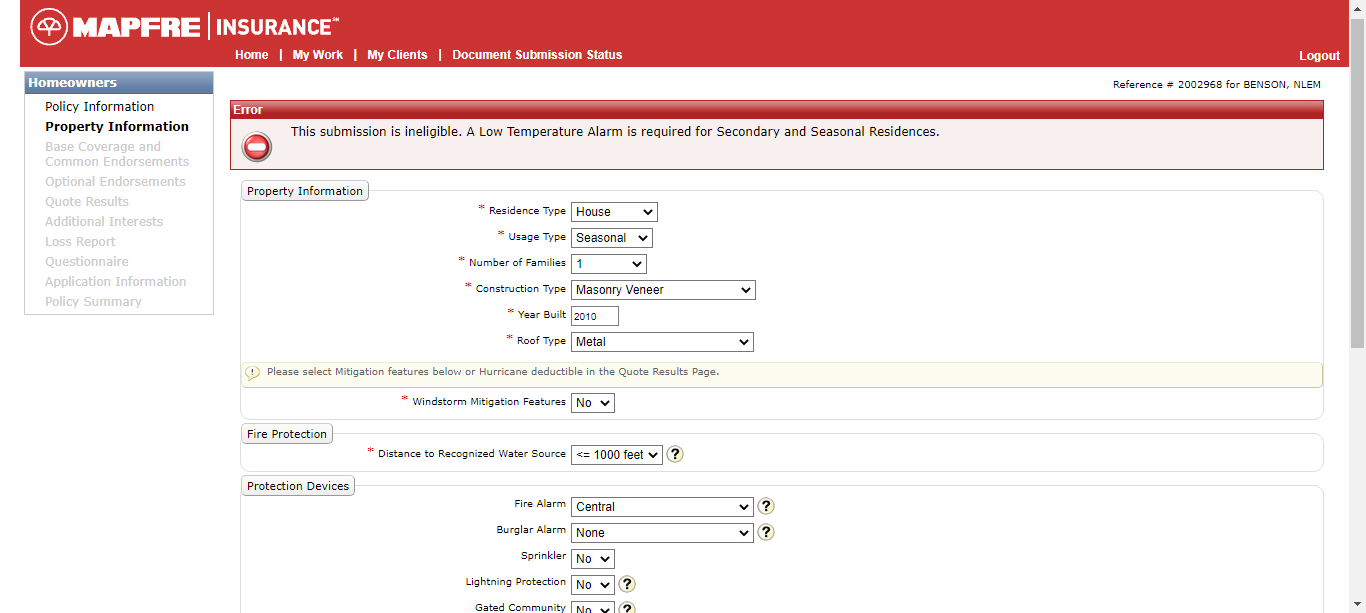 MAPFRE | INSURANCE℠
Home | My Work | My Clients | Document Submission Status
Logout
Reference # 2002968 for BENSON, NLEM
Homeowners
Policy Information
Property Information
Base Coverage and
Common Endorsements
Optional Endorsements
Quote Results
Additional Interests
Loss Report
Questionnaire
Application Information
Policy Summary
Error
This submission is ineligible. A Low Temperature Alarm is required for Secondary and Seasonal Residences.
Property Information
* Residence Type House
* Usage Type Seasonal
* Number of Families 1
* Construction Type Masonry Veneer
* Year Built 2010
* Roof Type Metal
! Please select Mitigation features below or Hurricane deductible in the Quote Results Page.
* Windstorm Mitigation Features No
Fire Protection
* Distance to Recognized Water Source <= 1000 feet ?
Protection Devices
Fire Alarm Central ?
Burglar Alarm None ?
Sprinkler No
Lightning Protection No ?
Gated Community No ?